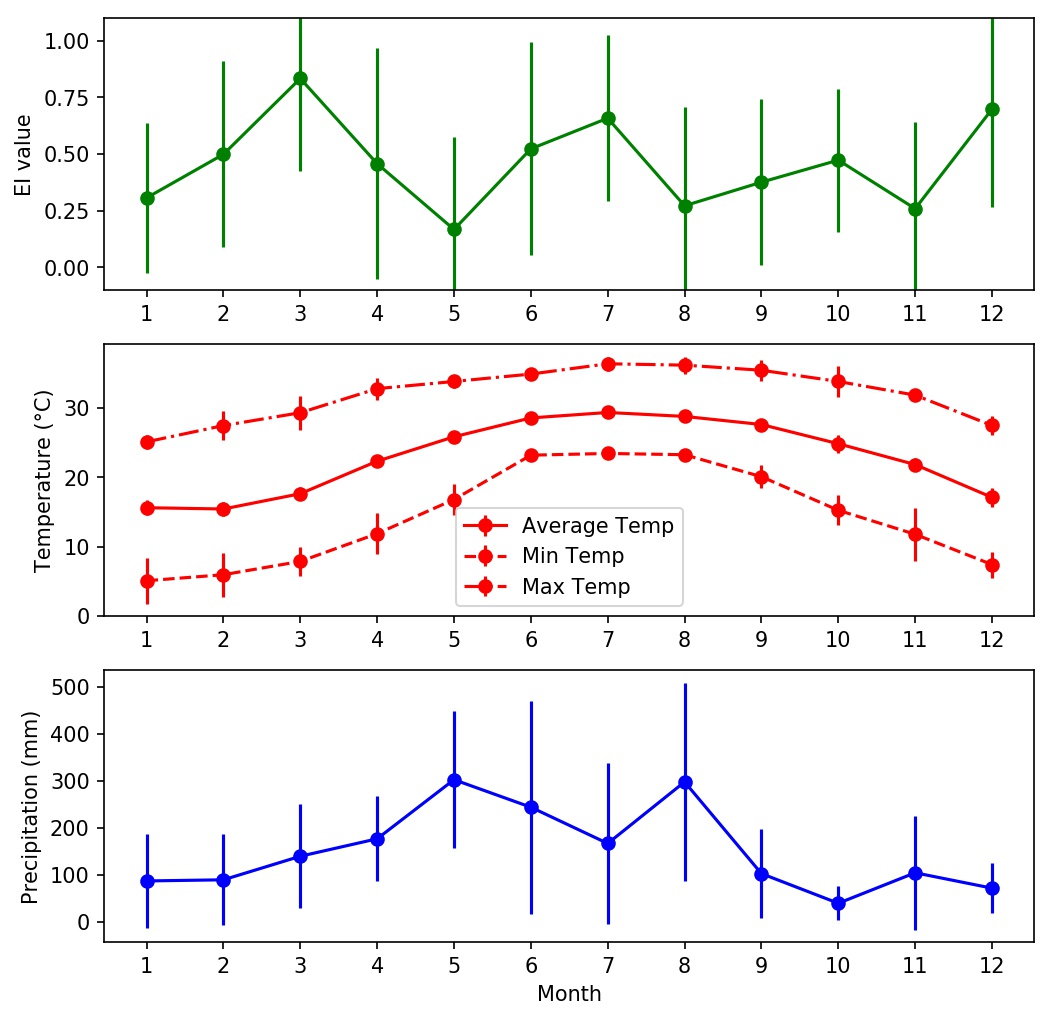 EI value
1.00
0.75
0.50
0.25
0.00
1 2 3 4 5 6 7 8 9 10 11 12
Temperature (°C)
30
20
10
0
Average Temp
Min Temp
Max Temp
1 2 3 4 5 6 7 8 9 10 11 12
Precipitation (mm)
500
400
300
200
100
0
1 2 3 4 5 6 7 8 9 10 11 12
Month